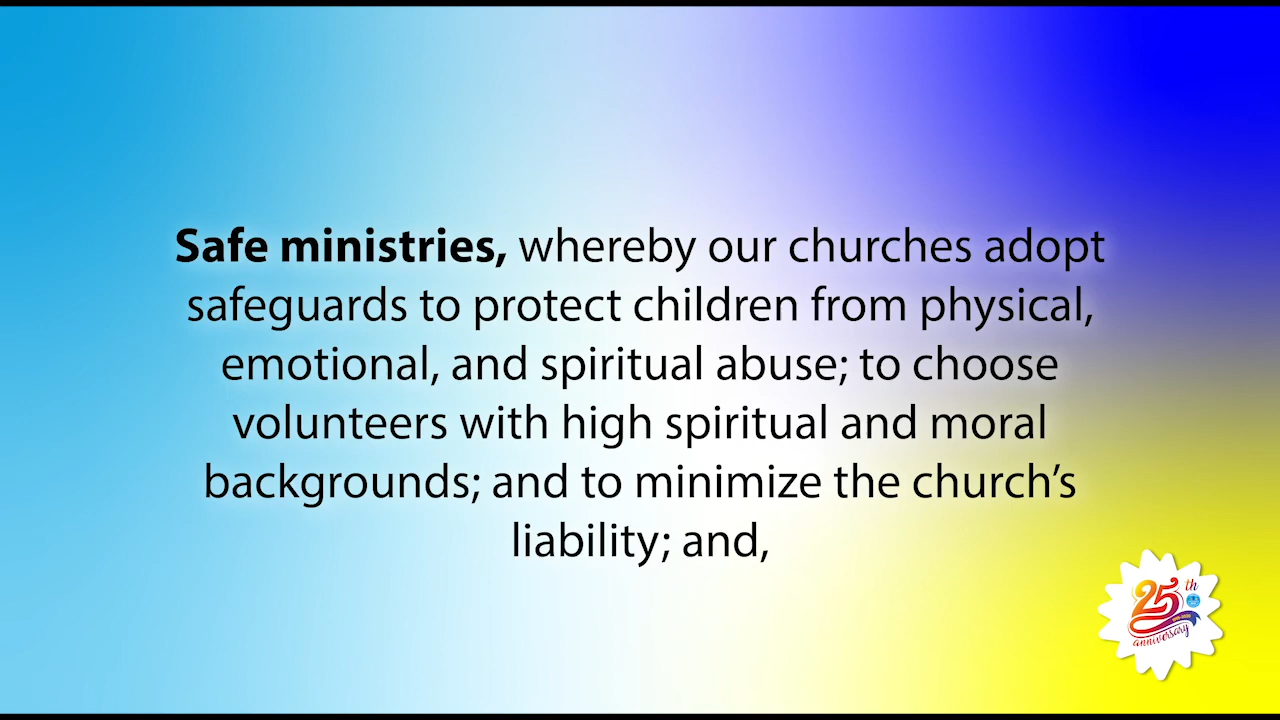 Safe ministries, whereby our churches adopt
safeguards to protect children from physical,
emotional, and spiritual abuse; to choose
volunteers with high spiritual and moral
backgrounds; and to minimize the church’s
liability; and,
25th
anniversary